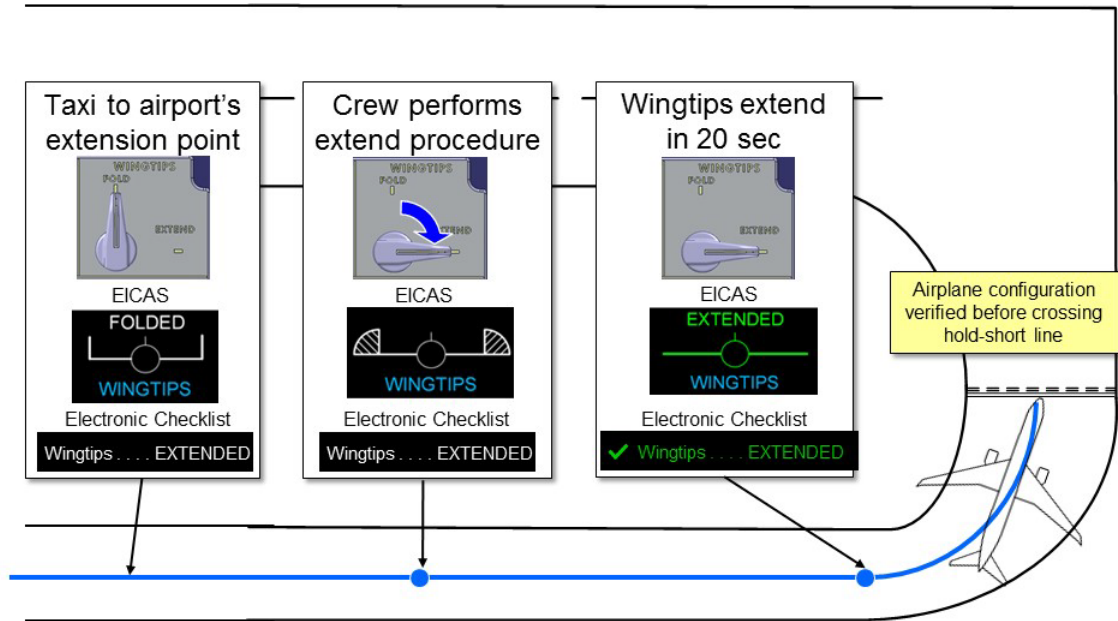 Taxi to airport's
extension point
WINGTIPS
FOLD
EXTEND
EICAS
FOLDED
WINGTIPS
Electronic Checklist
Wingtips . . . . EXTENDED
Crew performs
extend procedure
WINGTIPS
FOLD
EXTEND
EICAS
WINGTIPS
Electronic Checklist
Wingtips . . . . EXTENDED
Wingtips extend
in 20 sec
WINGTIPS
FOLD
EXTEND
EICAS
EXTENDED
WINGTIPS
Electronic Checklist
✓ Wingtips . . . . EXTENDED
Airplane configuration
verified before crossing
hold-short line